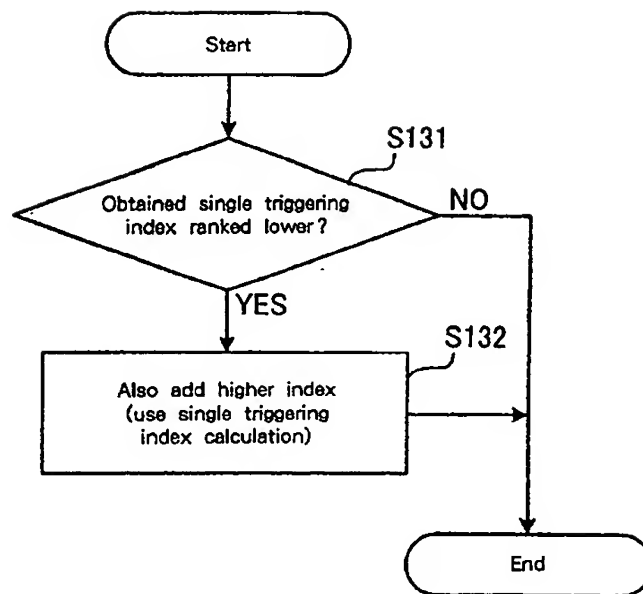 Start
S131
Obtained single triggering
index ranked lower?
NO
YES
S132
Also add higher index
(use single triggering
index calculation)
End